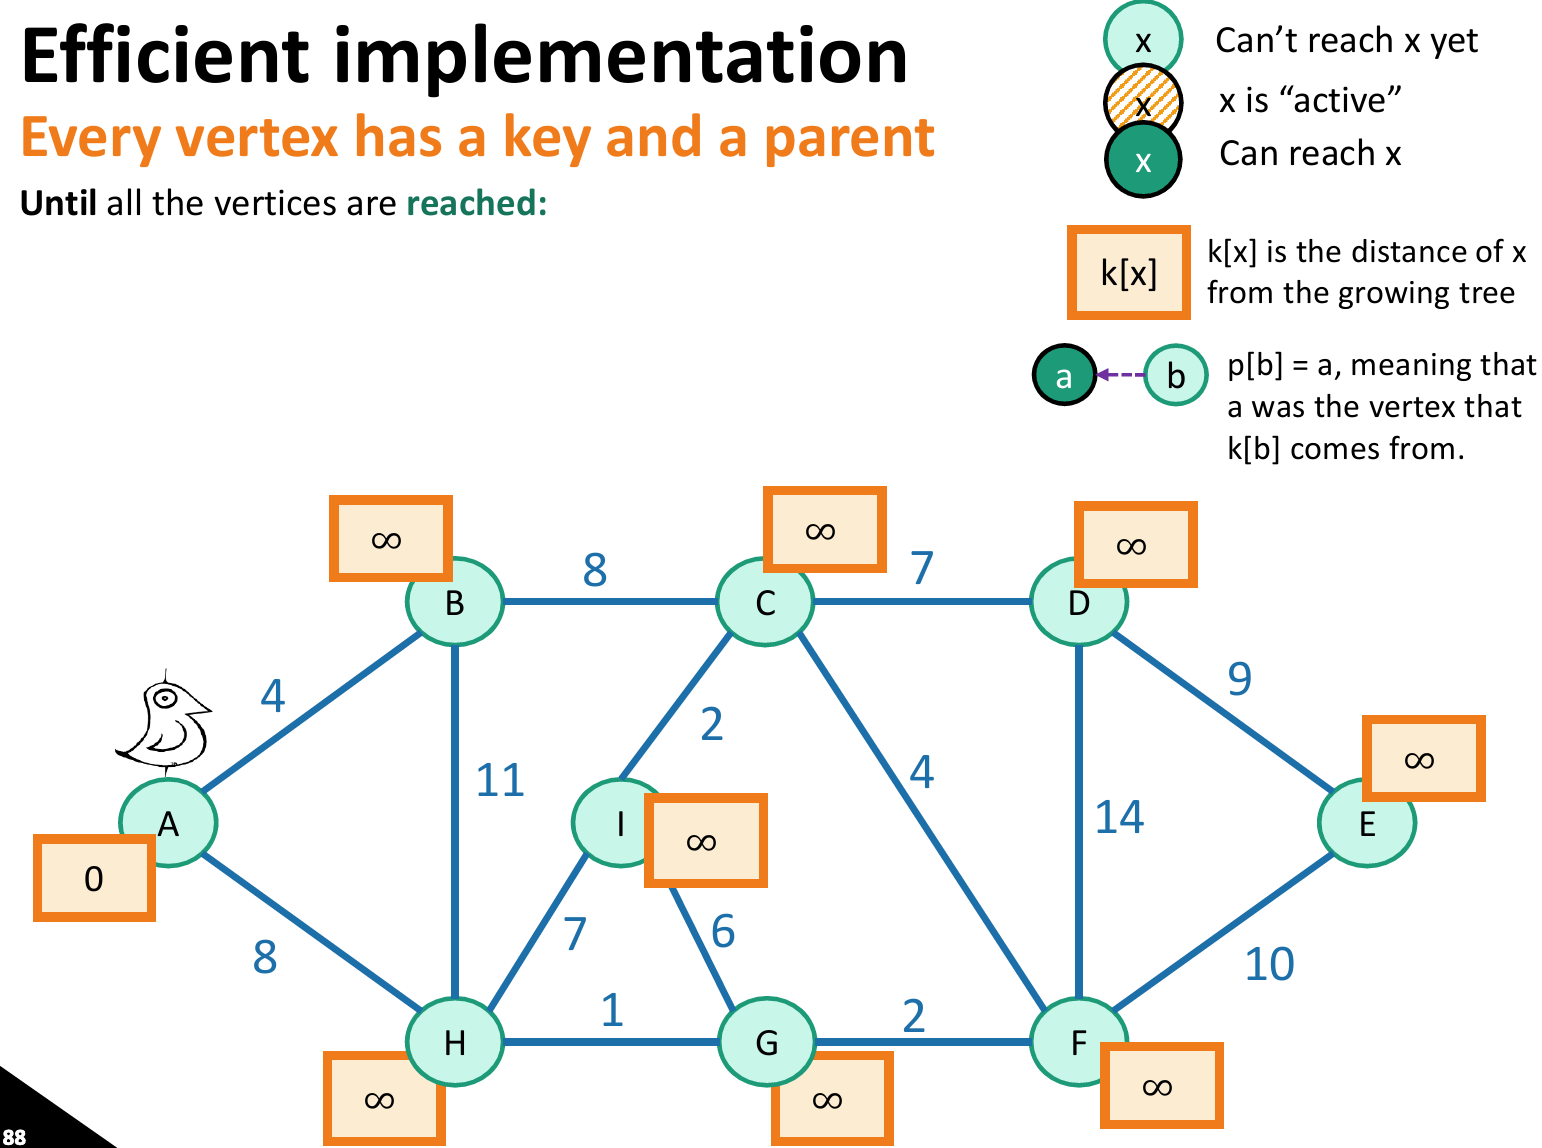 Efficient implementation
Every vertex has a key and a parent
Until all the vertices are reached:
x
Can’t reach x yet
x
x is “active”
x
Can reach x
k[x]
k[x] is the distance of x
from the growing tree
a
b
p[b] = a, meaning that
a was the vertex that
k[b] comes from.
∞
∞
∞
8
7
B
C
D
4
2
9
11
4
14
∞
A
I
E
0
∞
8
7
6
10
1
2
H
G
F
∞
∞
∞
88